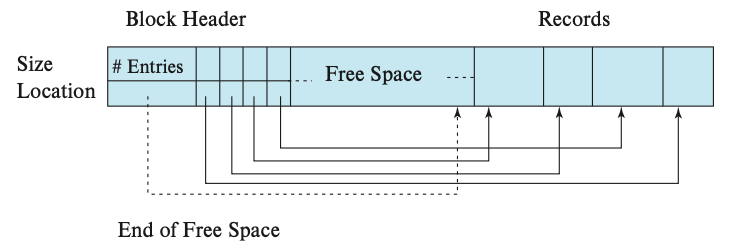 Block Header
Records
Size
# Entries
Free Space
Location
End of Free Space